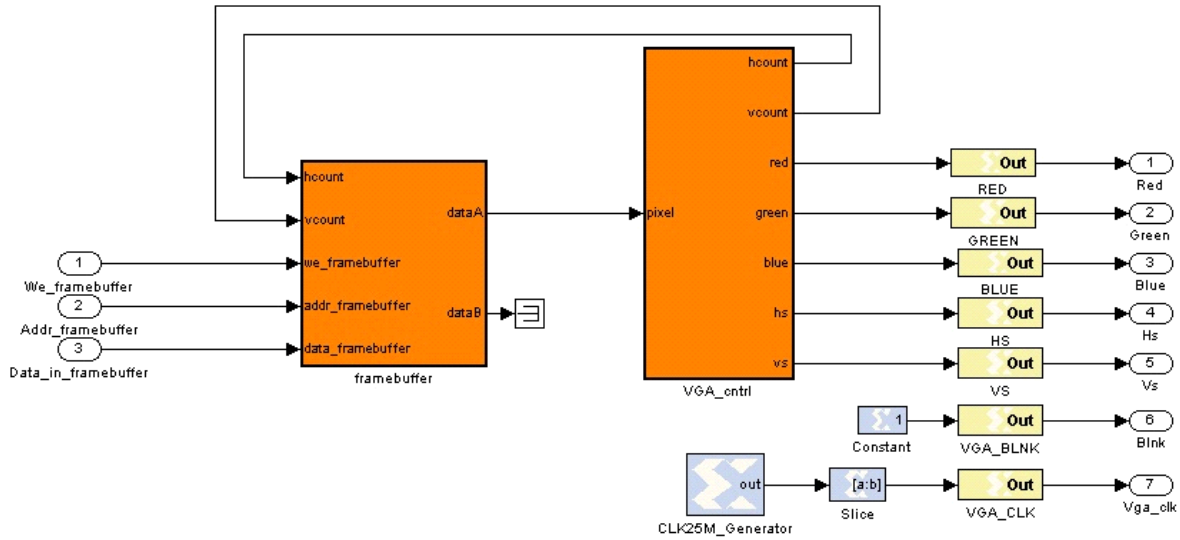 hcount
vcount
red
Out
1
RED
Red
hcount
vcount
dataA
pixel
green
Out
2
GREEN
Green
1
we_framebuffer
blue
Out
3
We_framebuffer
BLUE
Blue
2
addr_framebuffer
dataB
hs
Out
4
Addr_framebuffer
HS
Hs
3
data_framebuffer
vs
Out
5
Data_in_framebuffer
framebuffer
VGA_cntrl
VS
Vs
1
Out
6
Constant
VGA_BLNK
Blnk
out
[a:b]
Out
7
CLK25M_Generator
Slice
VGA_CLK
Vga_clk